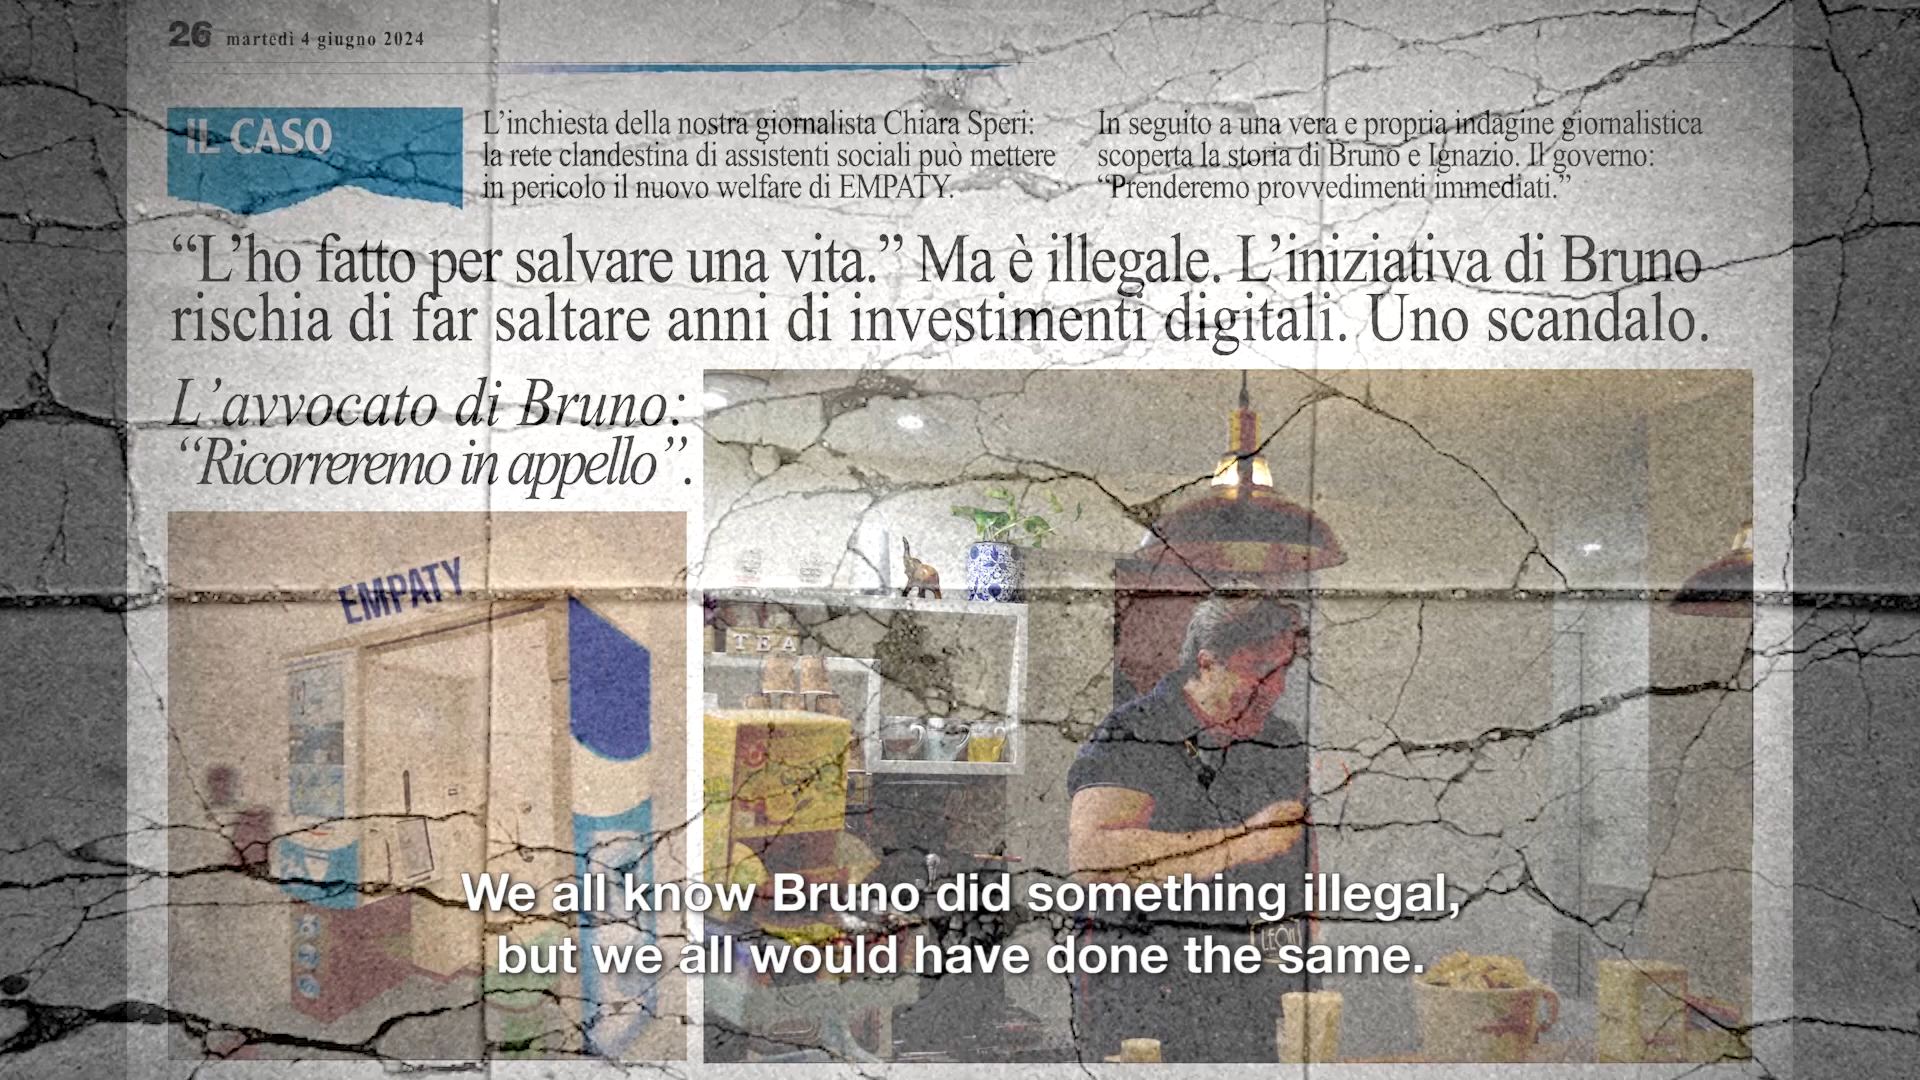 26 martedì 4 giugno 2024
IL CASO
L'inchiesta della nostra giornalista Chiara Speri:
la rete clandestina di assistenti sociali può mettere
in pericolo il nuovo welfare di EMPATY.
In seguito a una vera e propria indagine giornalistica
scoperta la storia di Bruno e Ignazio. Il governo:
“Prenderemo provvedimenti immediati.”
“L'ho fatto per salvare una vita.” Ma è illegale. L'iniziativa di Bruno
rischia di far saltare anni di investimenti digitali. Uno scandalo.
L'avvocato di Bruno:
“Ricorreremo in appello”.
EMPATY
TEA
LEON
We all know Bruno did something illegal,
but we all would have done the same.